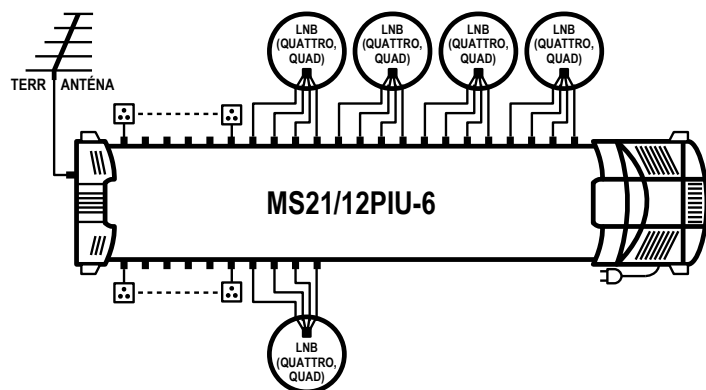 LNB
(QUATTRO,
QUAD)
LNB
(QUATTRO,
QUAD)
LNB
(QUATTRO,
QUAD)
LNB
(QUATTRO,
QUAD)
TERR ANTÉNA
MS21/12PIU-6
LNB
(QUATTRO,
QUAD)